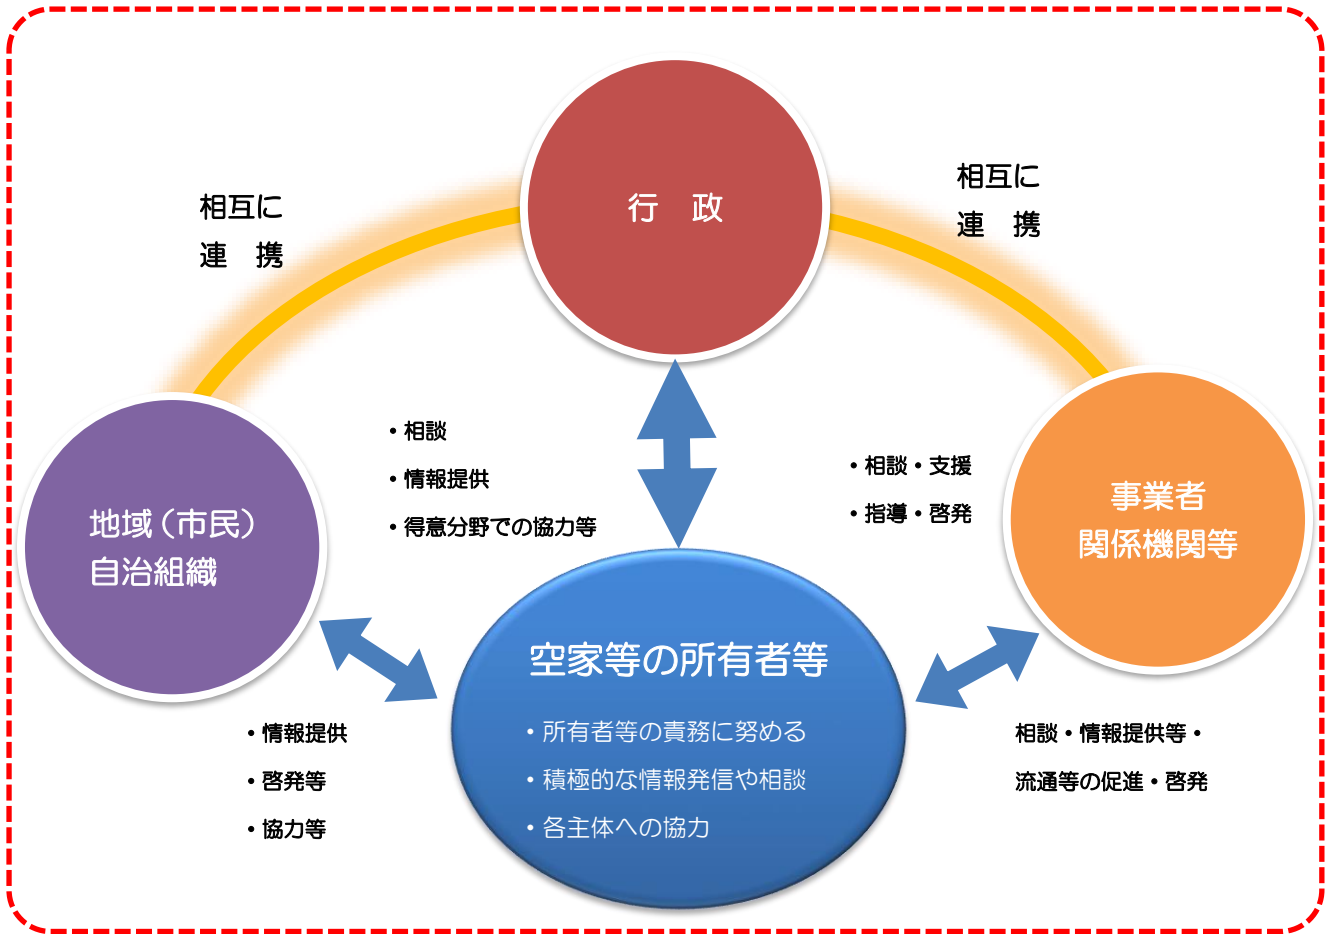 行　政
相互に
連　携
相互に
連　携
・相談
・情報提供
・得意分野での協力等
・相談・支援
・指導・啓発
地域（市民）
自治組織
事業者
関係機関等
空家等の所有者等
・所有者等の責務に努める
・積極的な情報発信や相談
・各主体への協力
・情報提供
・啓発等
・協力等
相談・情報提供等・
流通等の促進・啓発